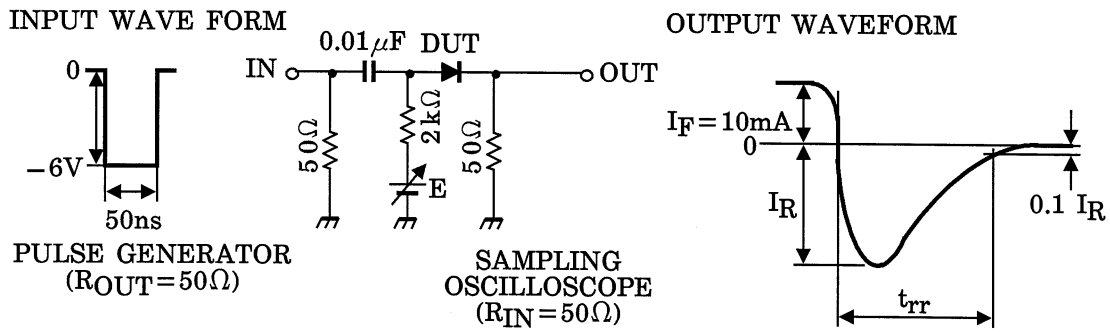 INPUT WAVE FORM
0
−6V
50ns
PULSE GENERATOR
(ROUT=50Ω)
0.01μF DUT
IN
OUT
50Ω
2kΩ
50Ω
E
SAMPLING
OSCILLOSCOPE
(RIN=50Ω)
OUTPUT WAVEFORM
IF=10mA
0
IR
0.1 IR
trr